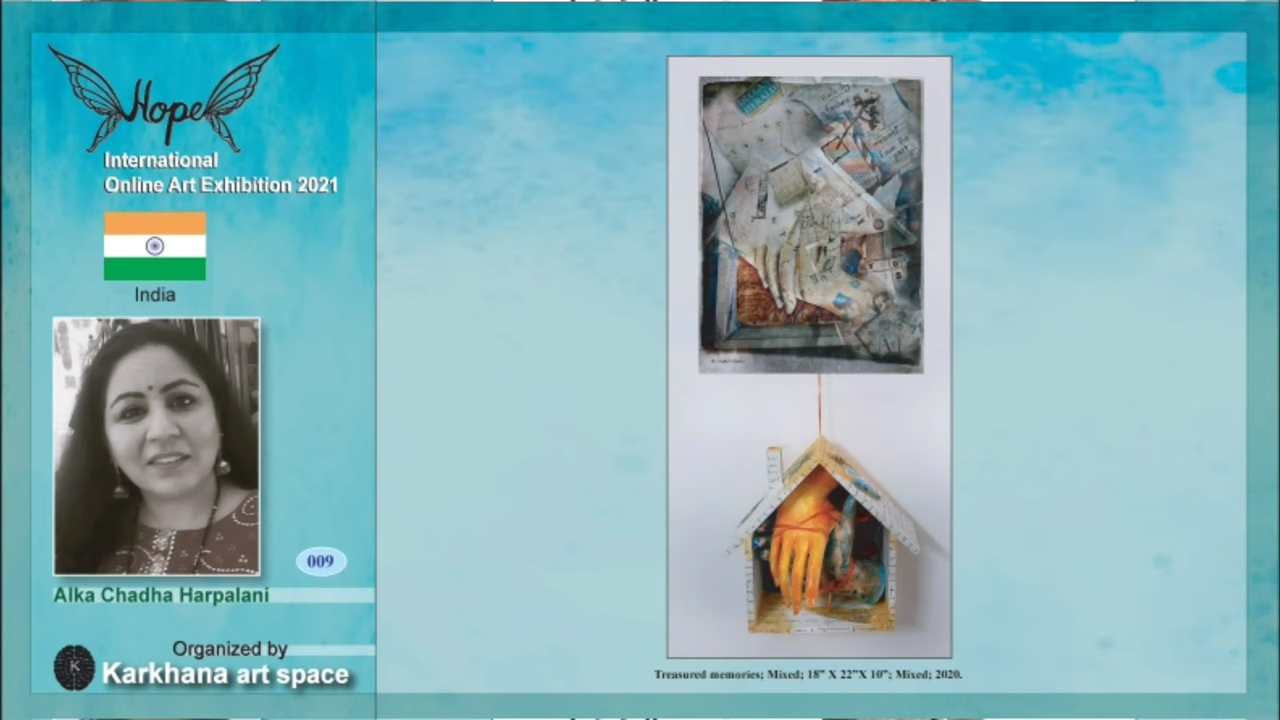 Hope
International
Online Art Exhibition 2021
India
009
Alka Chadha Harpalani
Organized by
K
Karkhana art space
Treasured memories; Mixed; 18” X 22”X 10”; Mixed; 2020.